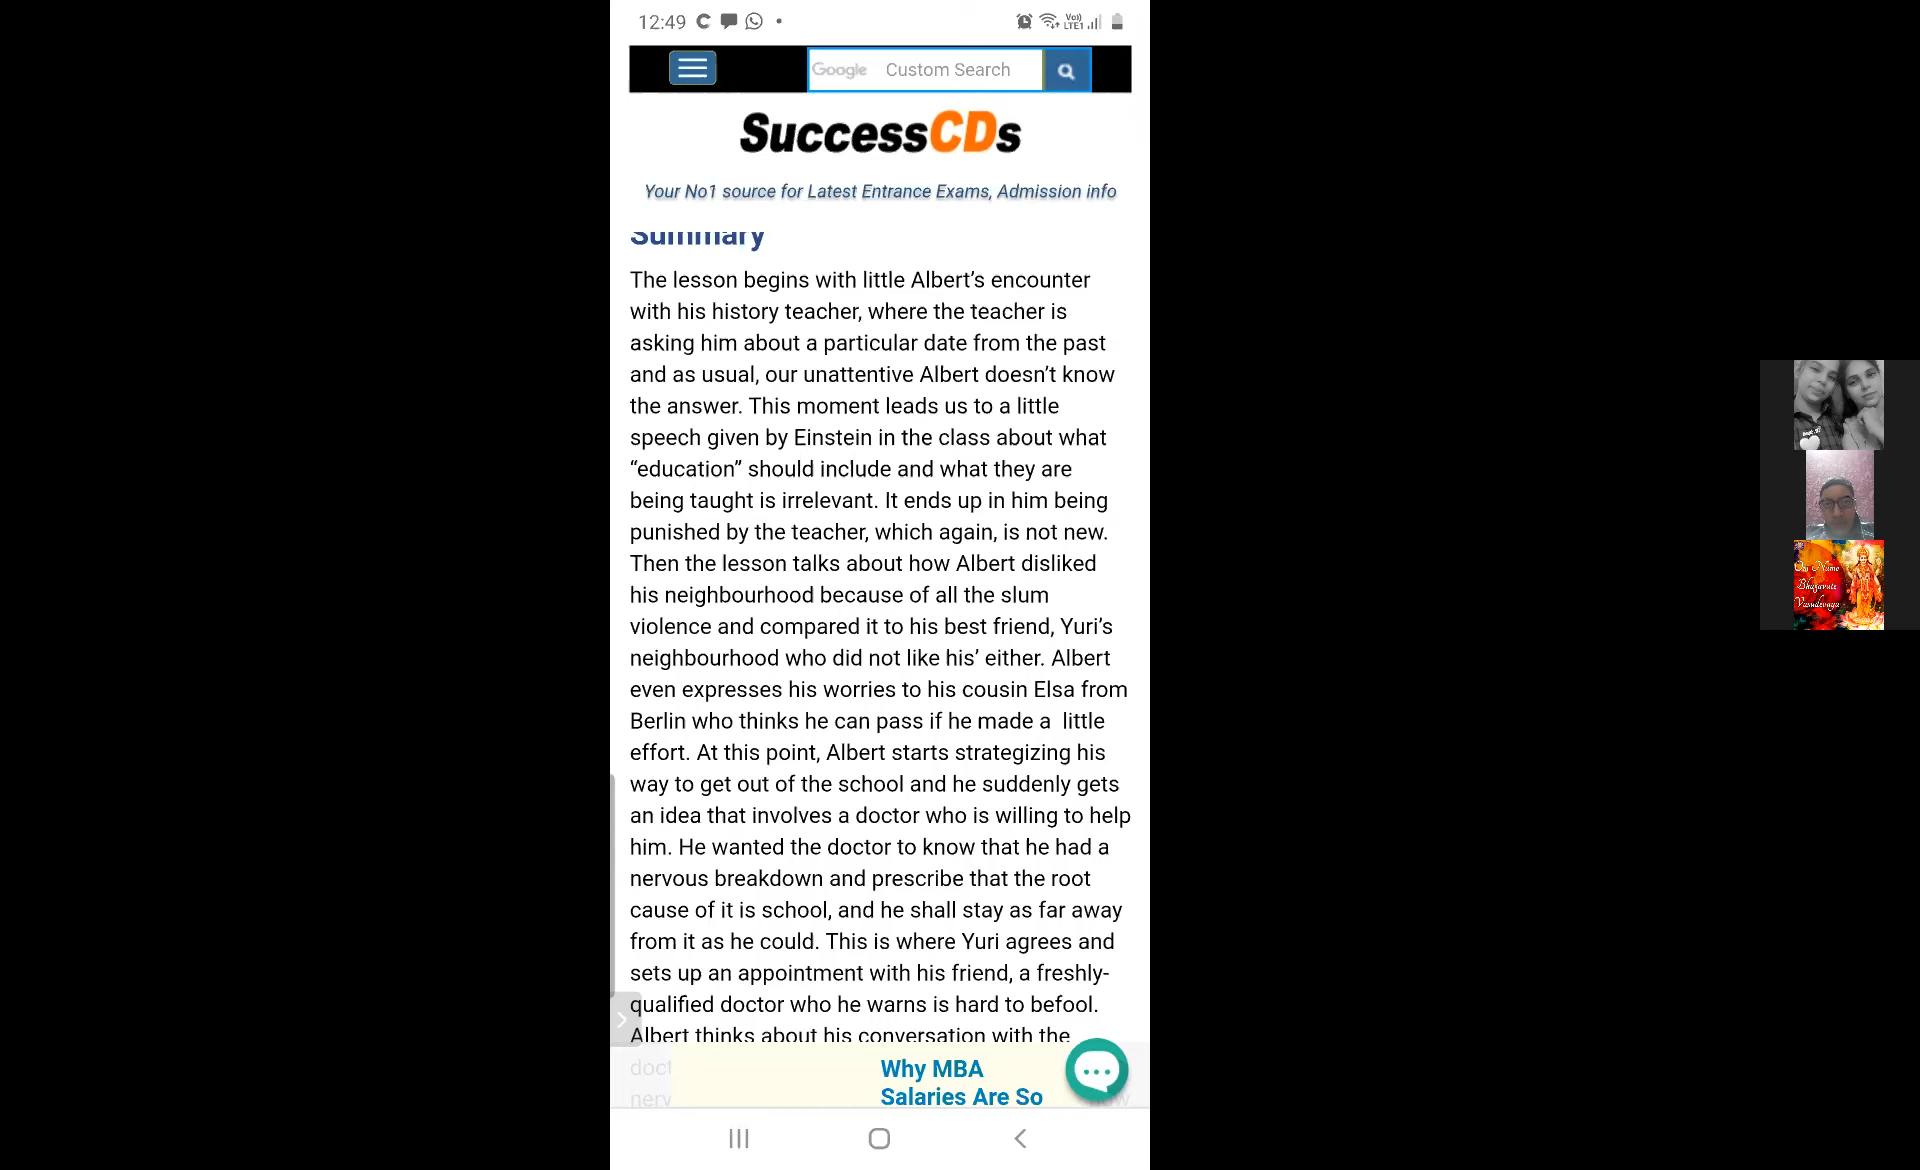 12:49
Vo))
LTE1
Google Custom Search
SuccessCDs
Your No1 source for Latest Entrance Exams, Admission info
Summary
The lesson begins with little Albert’s encounter
with his history teacher, where the teacher is
asking him about a particular date from the past
and as usual, our unattentive Albert doesn’t know
the answer. This moment leads us to a little
speech given by Einstein in the class about what
“education” should include and what they are
being taught is irrelevant. It ends up in him being
punished by the teacher, which again, is not new.
Then the lesson talks about how Albert disliked
his neighbourhood because of all the slum
violence and compared it to his best friend, Yuri’s
neighbourhood who did not like his’ either. Albert
even expresses his worries to his cousin Elsa from
Berlin who thinks he can pass if he made a little
effort. At this point, Albert starts strategizing his
way to get out of the school and he suddenly gets
an idea that involves a doctor who is willing to help
him. He wanted the doctor to know that he had a
nervous breakdown and prescribe that the root
cause of it is school, and he shall stay as far away
from it as he could. This is where Yuri agrees and
sets up an appointment with his friend, a freshly-
qualified doctor who he warns is hard to befool.
Albert thinks about his conversation with the
doct
nerv
Why MBA
Salaries Are So
Om Namo
Bhagavate
Vasudevaya